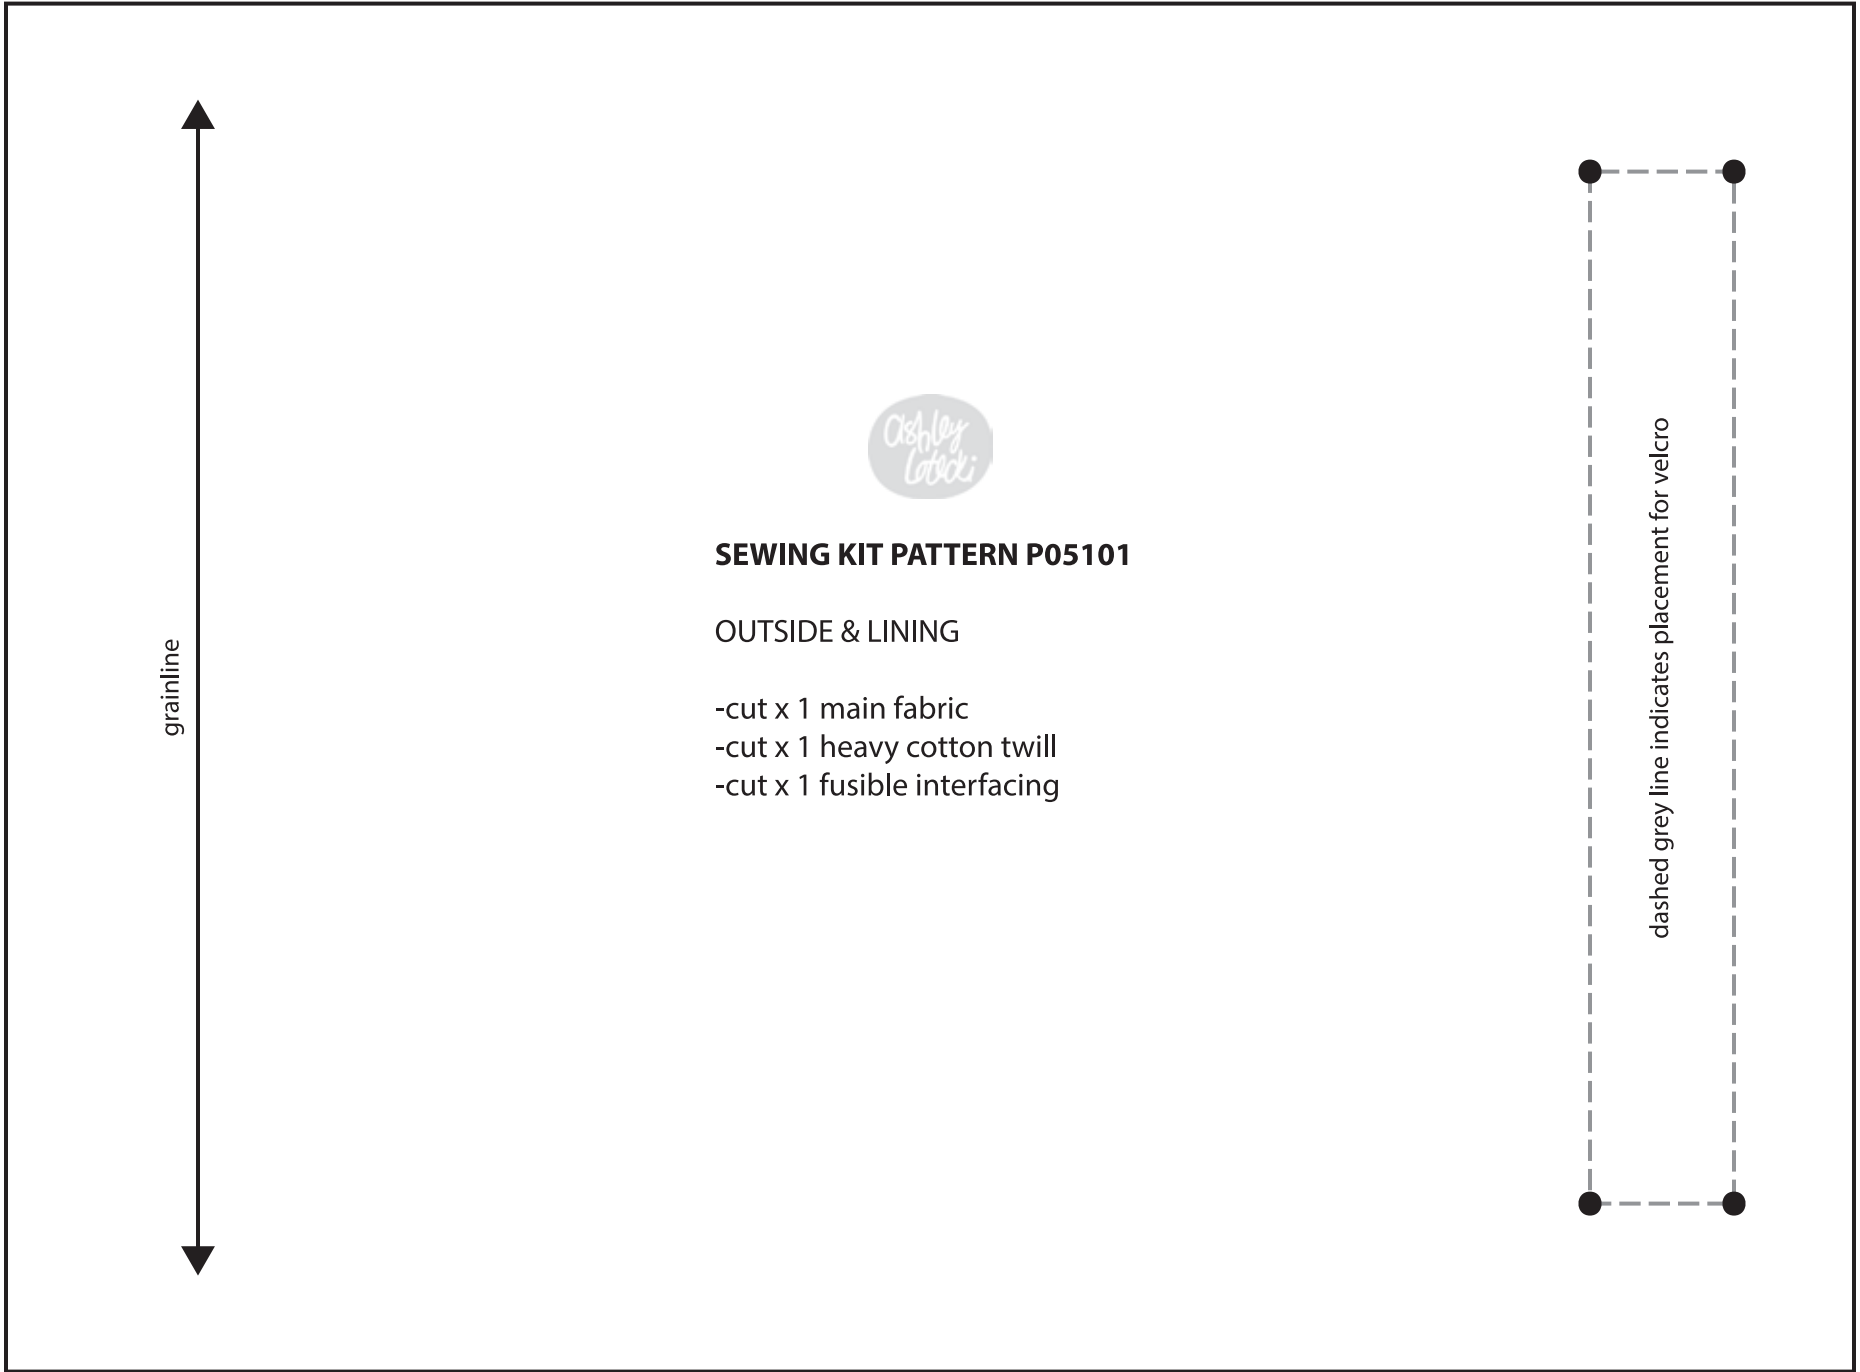 grainline
ashley
SEWING KIT PATTERN P05101
OUTSIDE & LINING
-cut x 1 main fabric
-cut x 1 heavy cotton twill
-cut x 1 fusible interfacing
dashed grey line indicates placement for velcro